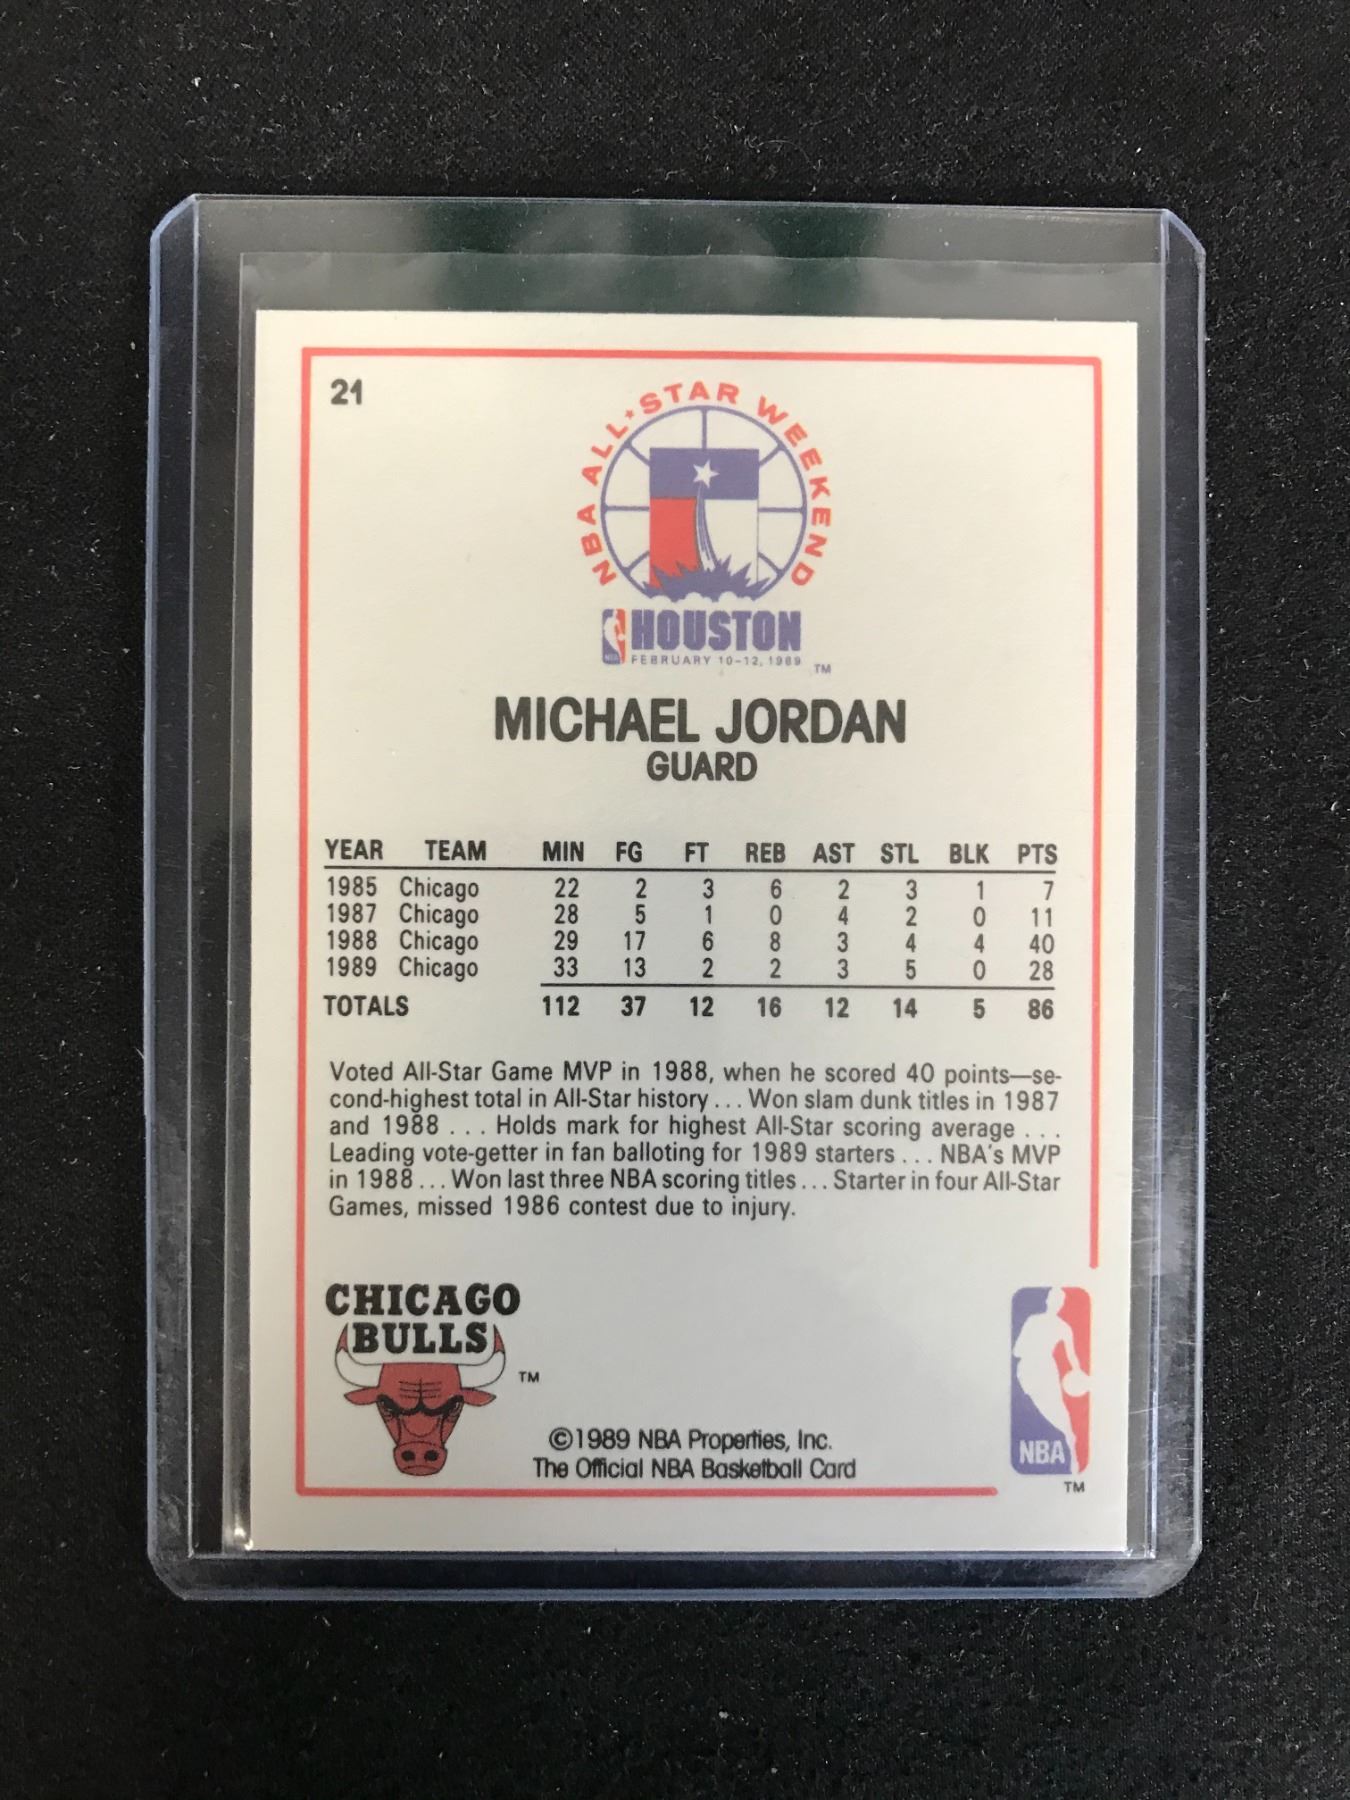 21
NBA ALL★STAR WEEKEND
NBA HOUSTON
FEBRUARY 10-12, 1989 TM
MICHAEL JORDAN
GUARD
YEAR TEAM MIN FG FT REB AST STL BLK PTS
1985 Chicago 22 2 3 6 2 3 1 7
1987 Chicago 28 5 1 0 4 2 0 11
1988 Chicago 29 17 6 8 3 4 4 40
1989 Chicago 33 13 2 2 3 5 0 28
TOTALS 112 37 12 16 12 14 5 86
Voted All-Star Game MVP in 1988, when he scored 40 points—se-
cond-highest total in All-Star history . . . Won slam dunk titles in 1987
and 1988 . . . Holds mark for highest All-Star scoring average . . .
Leading vote-getter in fan balloting for 1989 starters . . . NBA's MVP
in 1988 . . . Won last three NBA scoring titles . . . Starter in four All-Star
Games, missed 1986 contest due to injury.
CHICAGO
BULLS
TM
©1989 NBA Properties, Inc.
The Official NBA Basketball Card
NBA
TM